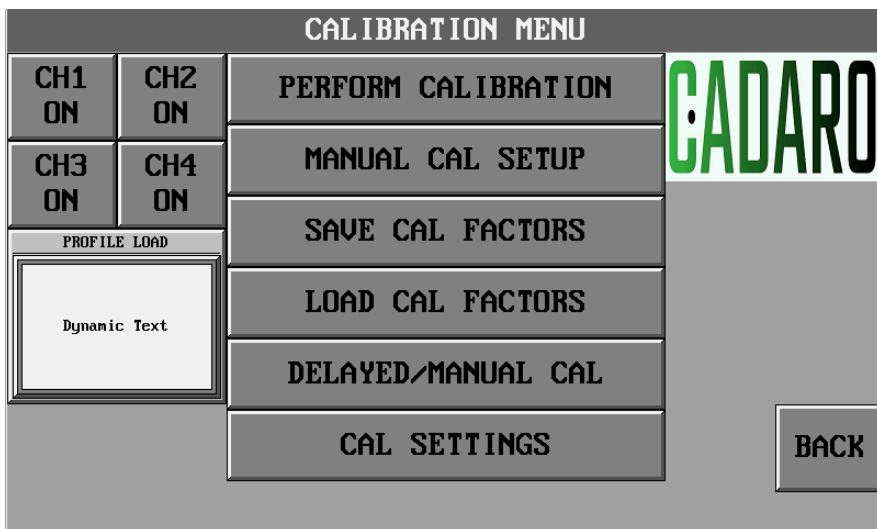 CALIBRATION MENU
CH1
ON
CH2
ON
CH3
ON
CH4
ON
PROFILE LOAD
Dynamic Text
PERFORM CALIBRATION
MANUAL CAL SETUP
SAVE CAL FACTORS
LOAD CAL FACTORS
DELAYED/MANUAL CAL
CAL SETTINGS
CADARO
BACK